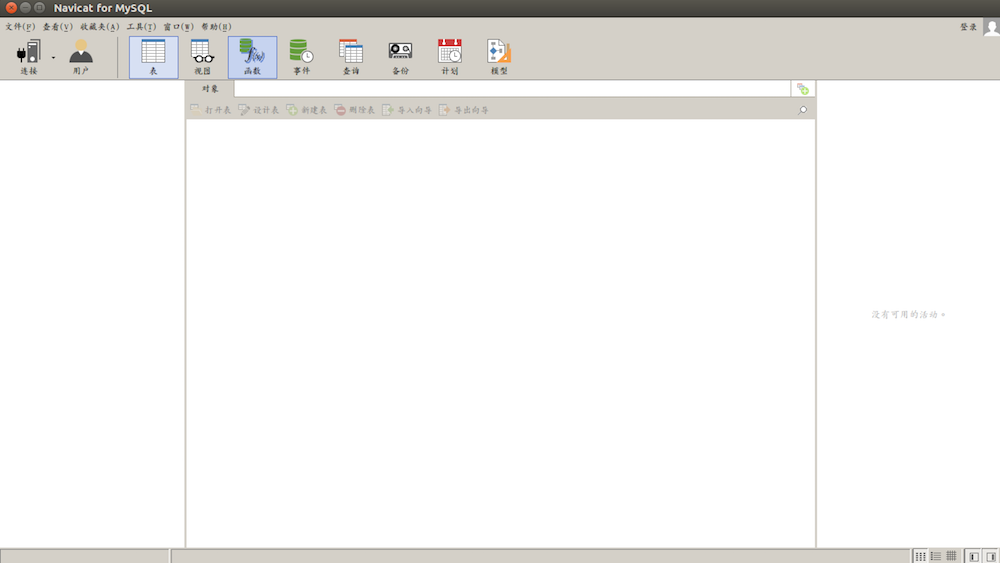 Navicat for MySQL
文件(F) 查看(V) 收藏夹(A) 工具(T) 窗口(W) 帮助(H) 登录
连接 用户 表 视图 函数 事件 查询 备份 计划 模型
对象
打开表 设计表 新建表 删除表 导入向导 导出向导
没有可用的活动。